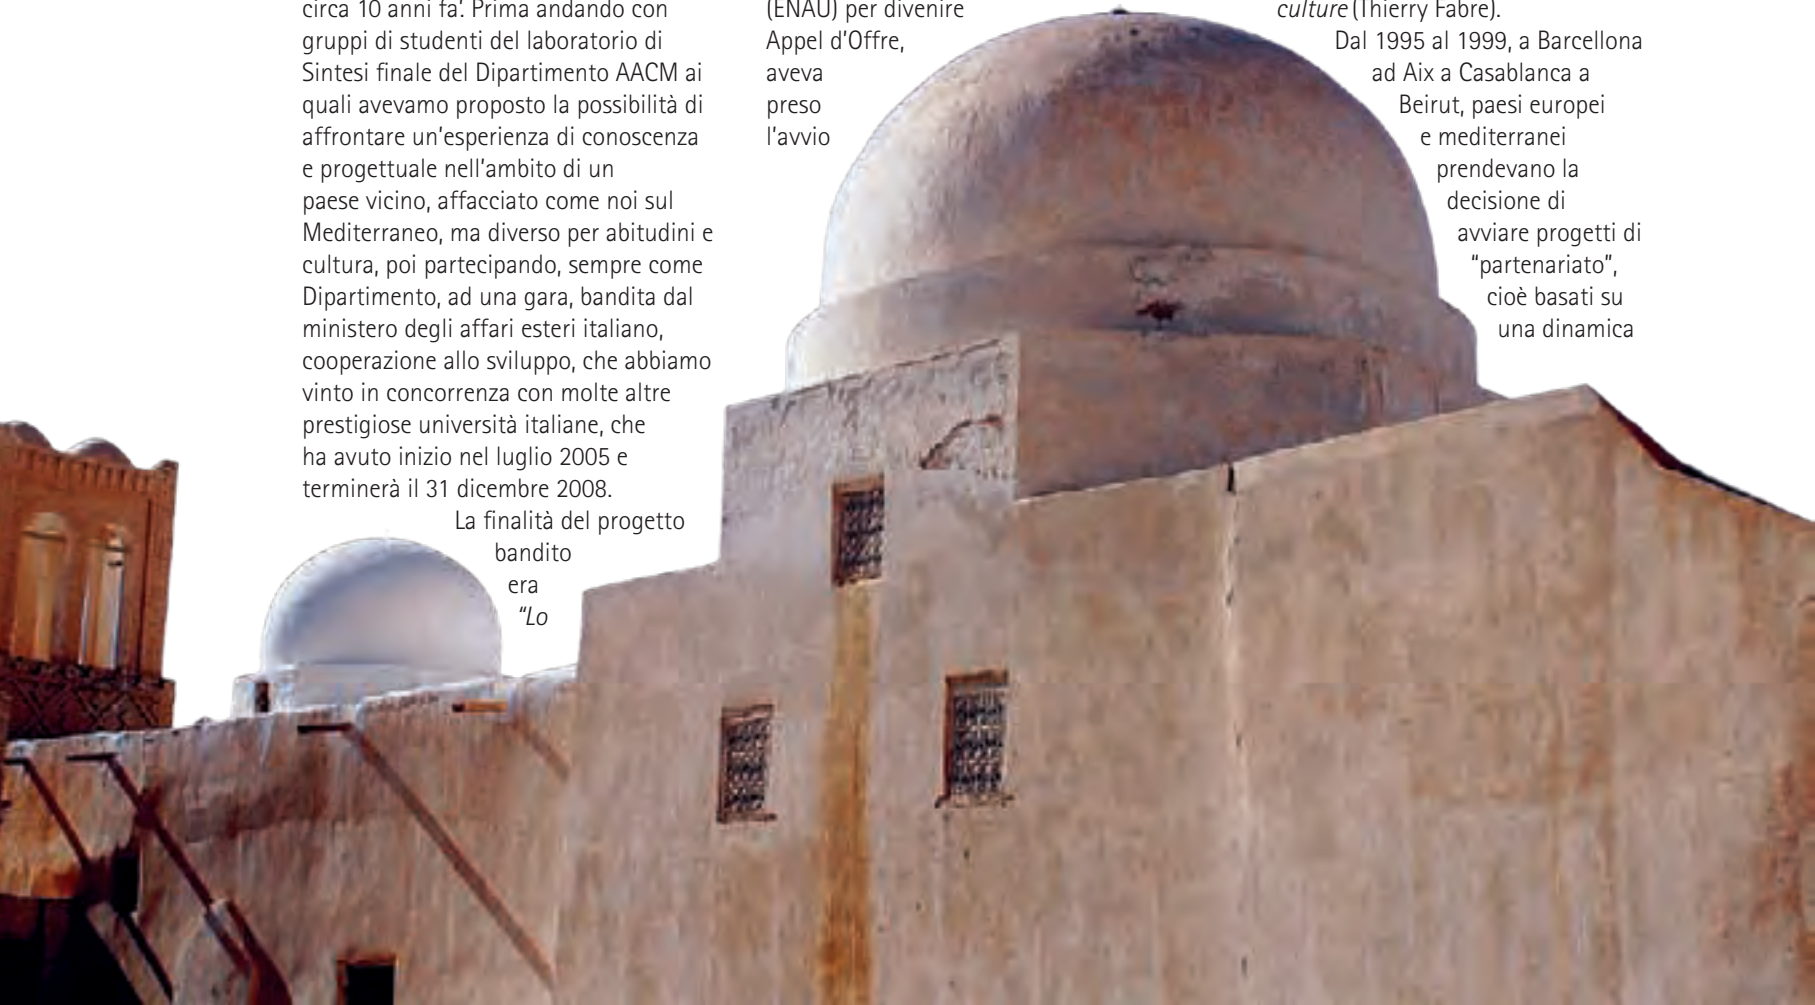 circa 10 anni fa'. Prima andando con
gruppi di studenti del laboratorio di
Sintesi finale del Dipartimento AACM ai
quali avevamo proposto la possibilità di
affrontare un'esperienza di conoscenza
e progettuale nell'ambito di un
paese vicino, affacciato come noi sul
Mediterraneo, ma diverso per abitudini e
cultura, poi partecipando, sempre come
Dipartimento, ad una gara, bandita dal
ministero degli affari esteri italiano,
cooperazione allo sviluppo, che abbiamo
vinto in concorrenza con molte altre
prestigiose università italiane, che
ha avuto inizio nel luglio 2005 e
terminerà il 31 dicembre 2008.
La finalità del progetto
bandito
era
"Lo
(ENAU) per divenire
Appel d'Offre,
aveva
preso
l'avvio
culture (Thierry Fabre).
Dal 1995 al 1999, a Barcellona
ad Aix a Casablanca a
Beirut, paesi europei
e mediterranei
prendevano la
decisione di
avviare progetti di
"partenariato",
cioè basati su
una dinamica